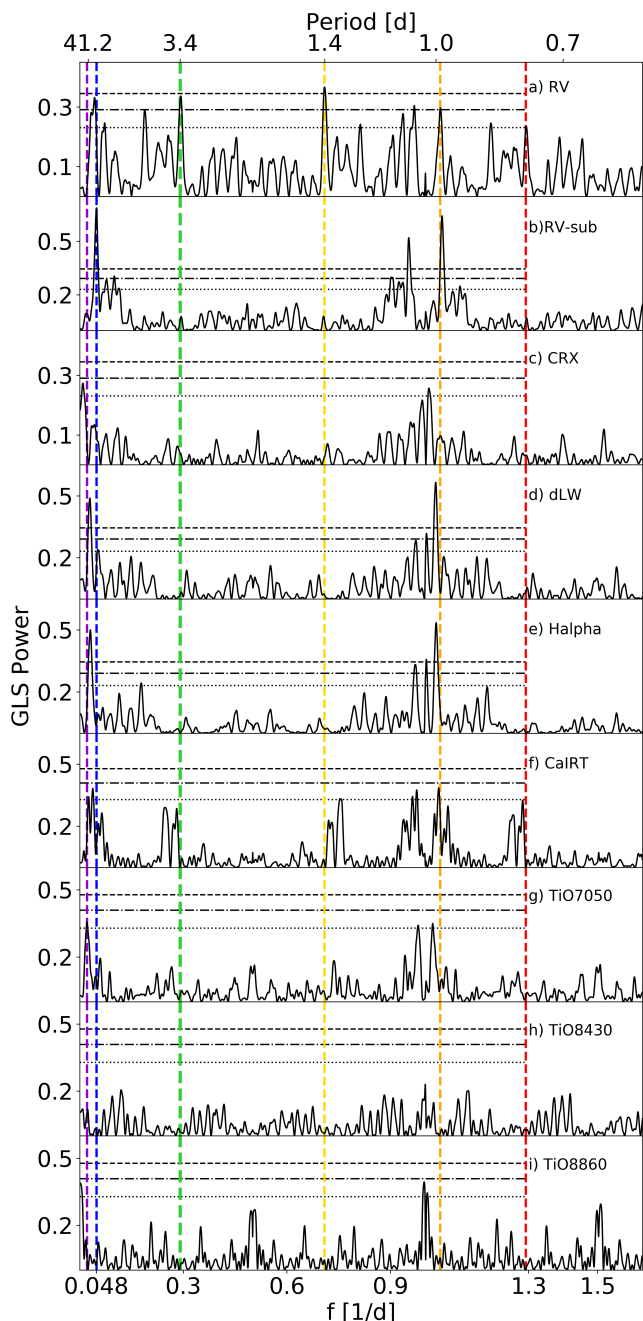 Period [d]
41.2 3.4 1.4 1.0 0.7
a) RV
0.3
0.1
b)RV-sub
0.5
0.2
c) CRX
0.3
0.1
d) dLW
0.5
0.2
e) Halpha
0.5
0.2
GLS Power
f) CaIRT
0.5
0.2
g) TiO7050
0.5
0.2
h) TiO8430
0.5
0.2
i) TiO8860
0.5
0.2
0.048 0.3 0.6 0.9 1.3 1.5
f [1/d]